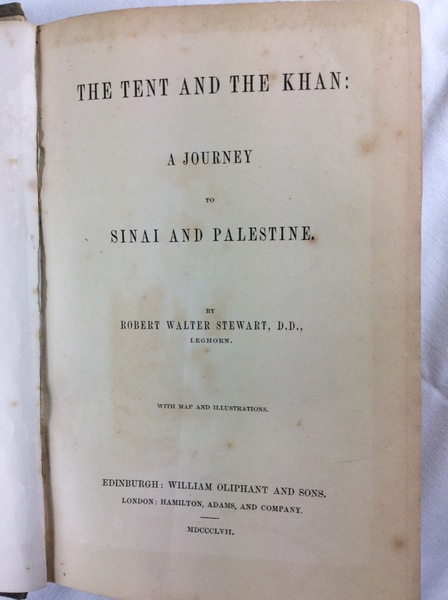 THE TENT AND THE KHAN:
A JOURNEY
TO
SINAI AND PALESTINE.
BY
ROBERT WALTER STEWART, D.D.,
LEGHORN.
WITH MAP AND ILLUSTRATIONS.
EDINBURGH: WILLIAM OLIPHANT AND SONS.
LONDON: HAMILTON, ADAMS, AND COMPANY.
MDCCCLVII.